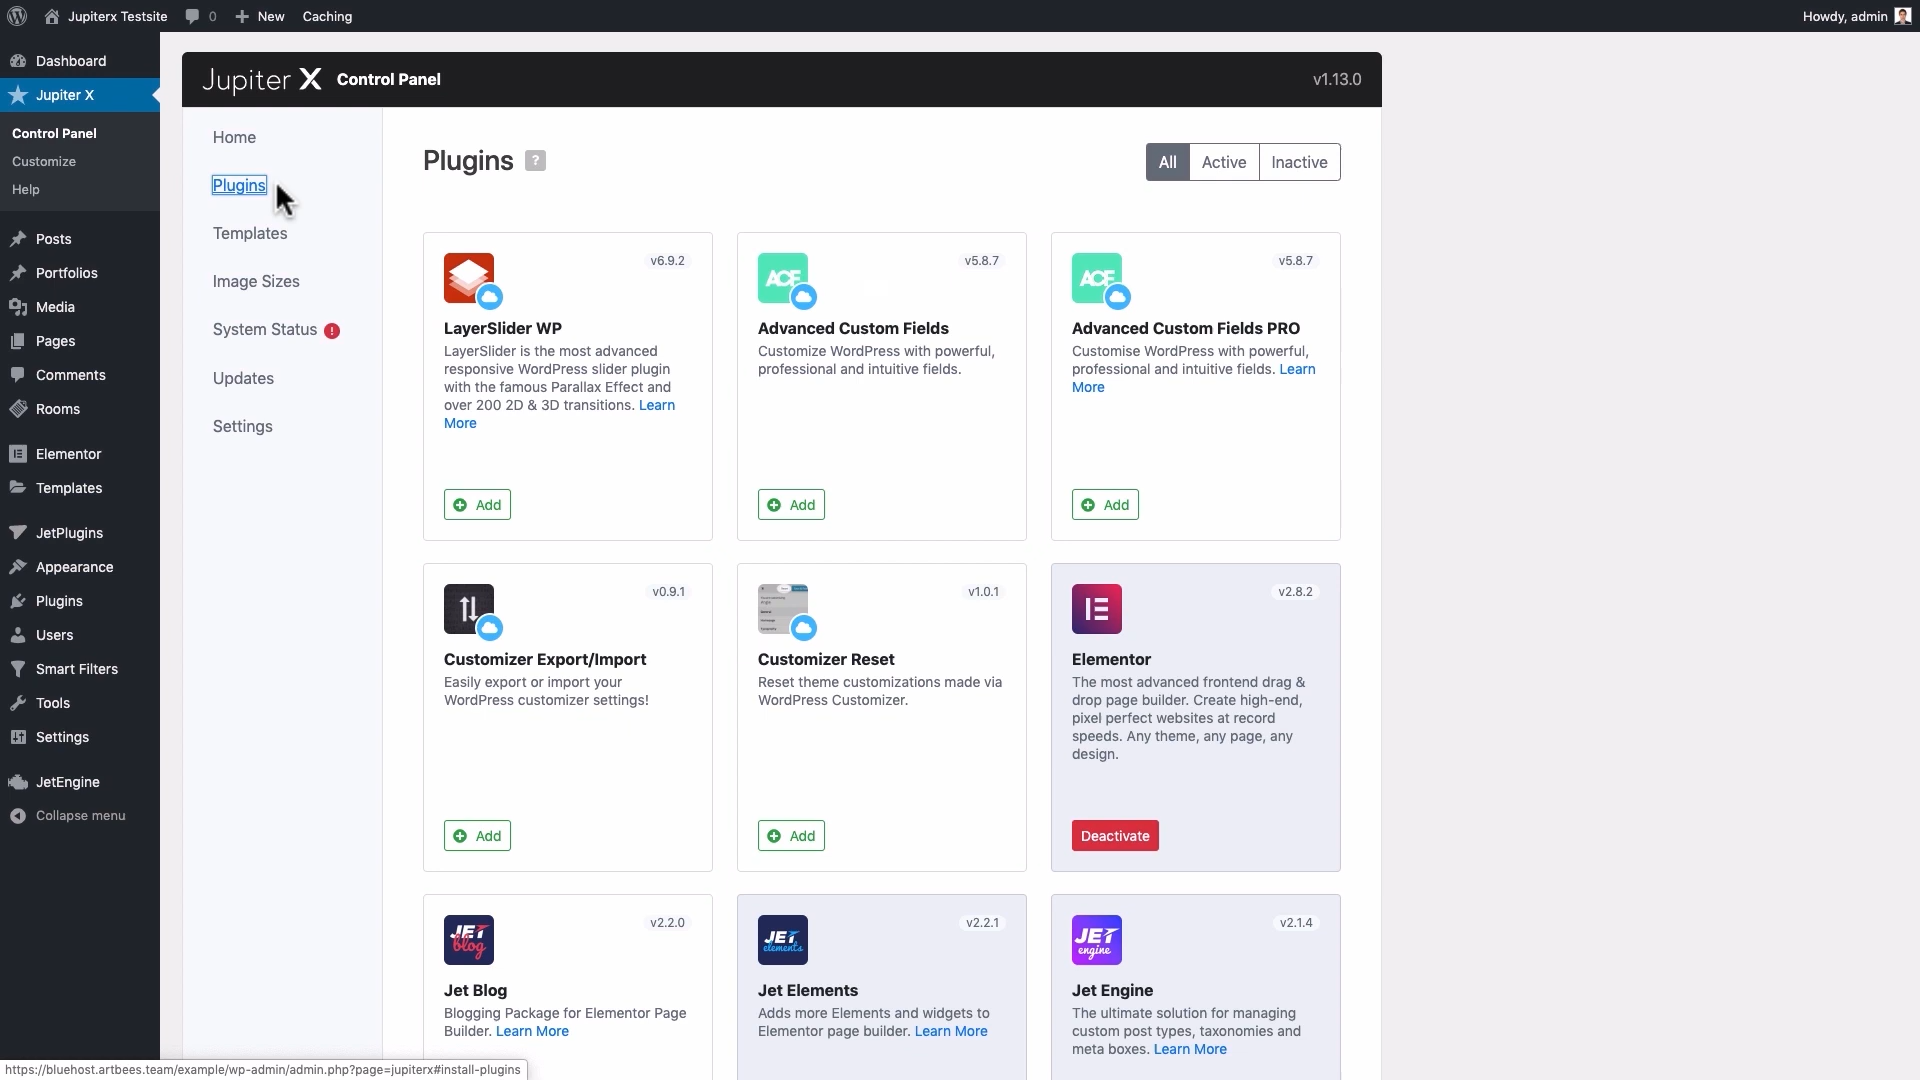 Jupiterx Testsite
0
New
Caching
Howdy, admin
Dashboard
Jupiter X
Control Panel
Customize
Help
Posts
Portfolios
Media
Pages
Comments
Rooms
Elementor
Templates
JetPlugins
Appearance
Plugins
Users
Smart Filters
Tools
Settings
JetEngine
Collapse menu
Jupiter X Control Panel
v1.13.0
Home
Plugins
Templates
Image Sizes
System Status !
Updates
Settings
Plugins ?
All
Active
Inactive
v6.9.2
LayerSlider WP
LayerSlider is the most advanced
responsive WordPress slider plugin
with the famous Parallax Effect and
over 200 2D & 3D transitions. Learn
More
Add
ACF
v5.8.7
Advanced Custom Fields
Customize WordPress with powerful,
professional and intuitive fields.
Add
ACF
v5.8.7
Advanced Custom Fields PRO
Customise WordPress with powerful,
professional and intuitive fields. Learn
More
Add
v0.9.1
Customizer Export/Import
Easily export or import your
WordPress customizer settings!
Add
v1.0.1
Customizer Reset
Reset theme customizations made via
WordPress Customizer.
Add
v2.8.2
Elementor
The most advanced frontend drag &
drop page builder. Create high-end,
pixel perfect websites at record
speeds. Any theme, any page, any
design.
Deactivate
JET
blog
v2.2.0
Jet Blog
Blogging Package for Elementor Page
Builder. Learn More
JET
elements
v2.2.1
Jet Elements
Adds more Elements and widgets to
Elementor page builder. Learn More
JET
engine
v2.1.4
Jet Engine
The ultimate solution for managing
custom post types, taxonomies and
meta boxes. Learn More
https://bluehost.artbees.team/example/wp-admin/admin.php?page=jupiterx#install-plugins